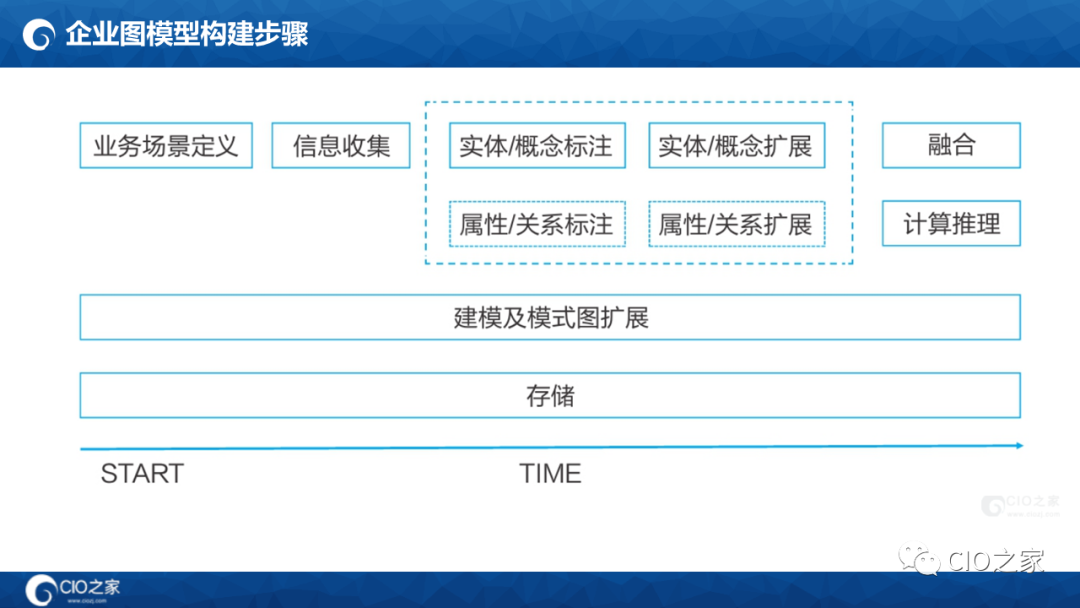 企业图模型构建步骤
业务场景定义
信息收集
实体/概念标注
实体/概念扩展
融合
属性/关系标注
属性/关系扩展
计算推理
建模及模式图扩展
存储
START
TIME
CIO之家
www.ciozj.com
CIO之家
CIO之家
www.ciozj.com